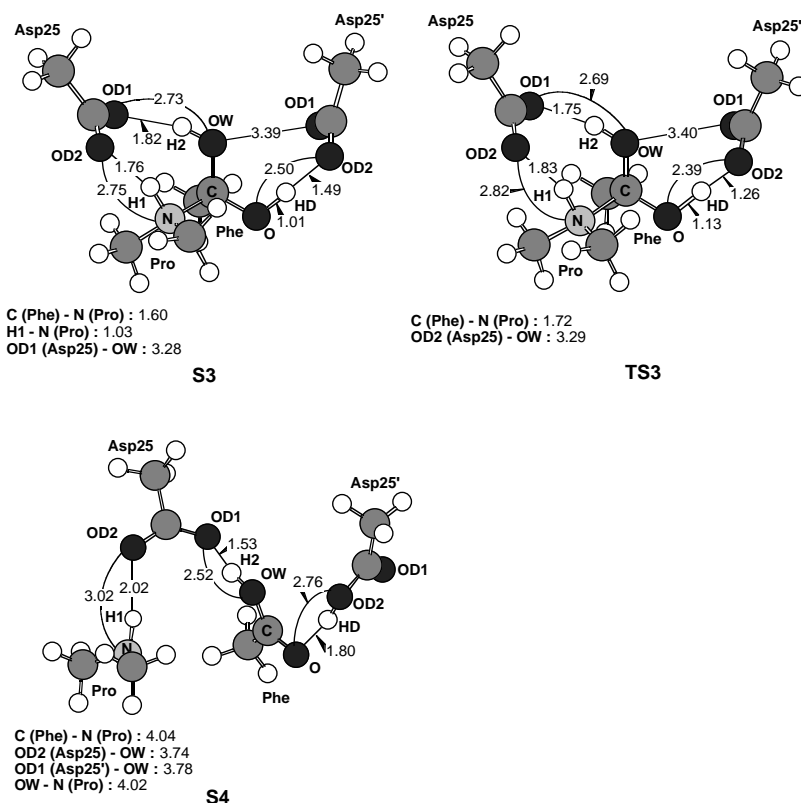 Asp25
Asp25'
OD1
2.73
OW
OD1
1.82
H2
3.39
OD2
2.50
OD2
1.76
1.49
2.75
H1
C
HD
1.01
N
O
Phe
Pro
C (Phe) - N (Pro) : 1.60
H1 - N (Pro) : 1.03
OD1 (Asp25) - OW : 3.28
S3
Asp25
Asp25'
OD1
2.69
1.75
OD1
H2
3.40
OD2
OW
OD2
1.83
2.39
1.26
2.82
H1
C
HD
N
O
1.13
Phe
Pro
C (Phe) - N (Pro) : 1.72
OD2 (Asp25) - OW : 3.29
TS3
Asp25
Asp25'
OD1
OD2
1.53
H2
OW
OD1
2.52
2.76
3.02
2.02
OD2
H1
HD
C
N
1.80
O
Pro
Phe
C (Phe) - N (Pro) : 4.04
OD2 (Asp25) - OW : 3.74
OD1 (Asp25') - OW : 3.78
OW - N (Pro) : 4.02
S4